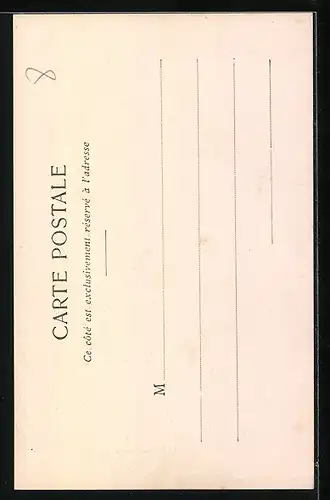 8
CARTE POSTALE
Ce côté est exclusivement réservé à l'adresse
M